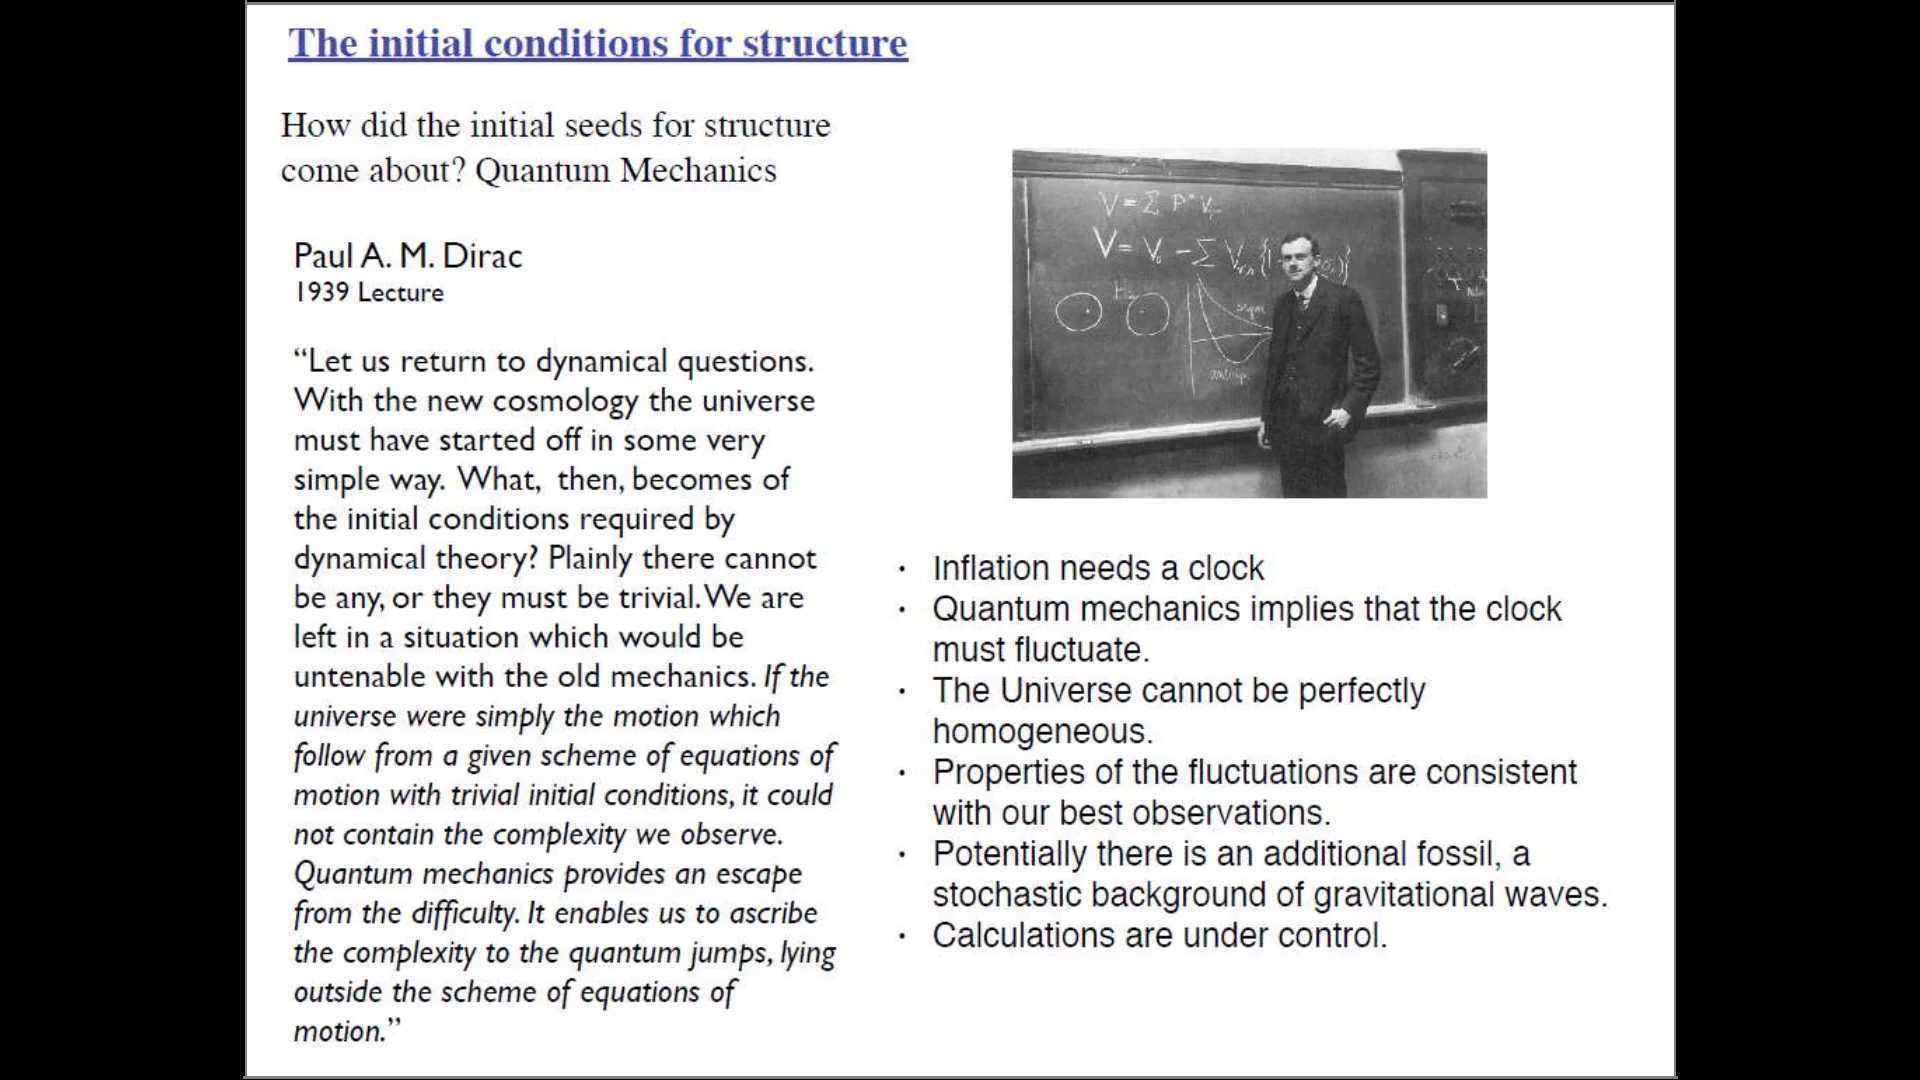 The initial conditions for structure
How did the initial seeds for structure
come about? Quantum Mechanics
Paul A. M. Dirac
1939 Lecture
“Let us return to dynamical questions.
With the new cosmology the universe
must have started off in some very
simple way. What, then, becomes of
the initial conditions required by
dynamical theory? Plainly there cannot
be any, or they must be trivial. We are
left in a situation which would be
untenable with the old mechanics. If the
universe were simply the motion which
follow from a given scheme of equations of
motion with trivial initial conditions, it could
not contain the complexity we observe.
Quantum mechanics provides an escape
from the difficulty. It enables us to ascribe
the complexity to the quantum jumps, lying
outside the scheme of equations of
motion.”
V = Σ
V = V₀ - Σ
· Inflation needs a clock
· Quantum mechanics implies that the clock
must fluctuate.
· The Universe cannot be perfectly
homogeneous.
· Properties of the fluctuations are consistent
with our best observations.
· Potentially there is an additional fossil, a
stochastic background of gravitational waves.
· Calculations are under control.